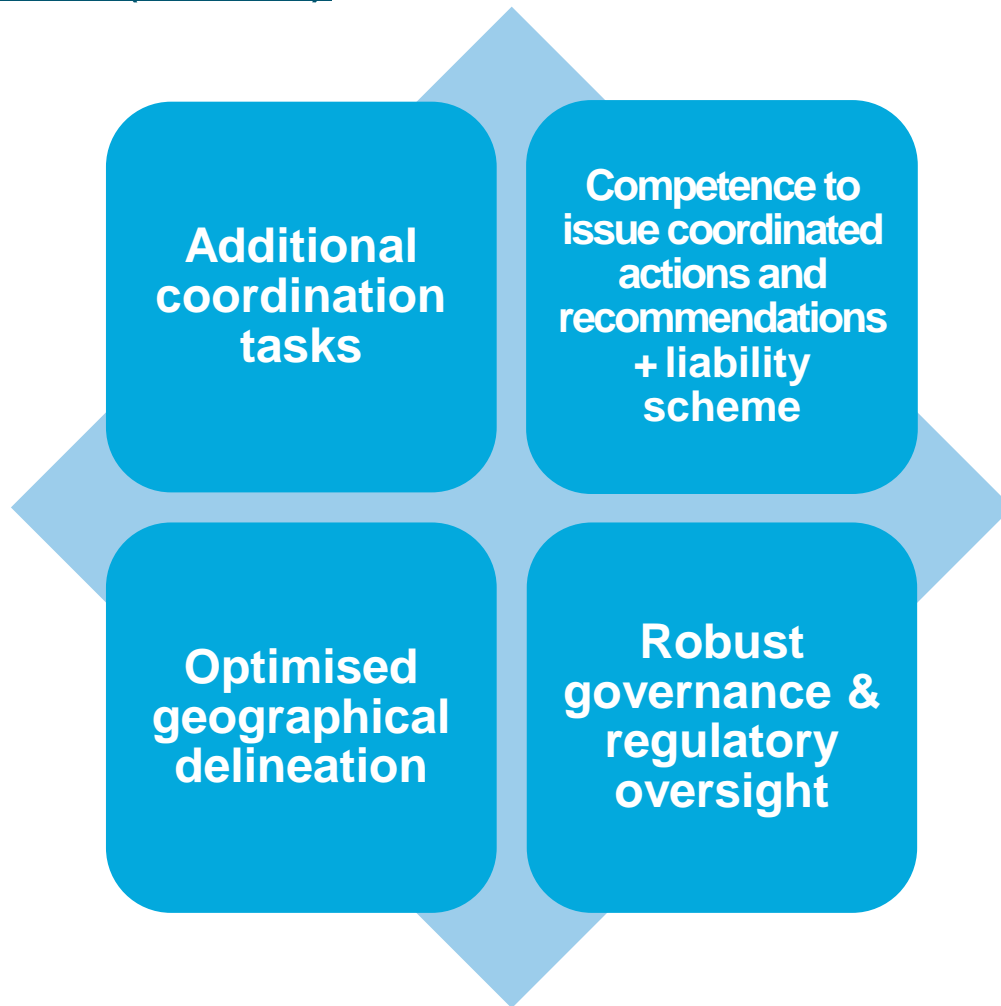 Additional
coordination
tasks
Competence to
issue coordinated
actions and
recommendations
+ liability
scheme
Optimised
geographical
delineation
Robust
governance &
regulatory
oversight